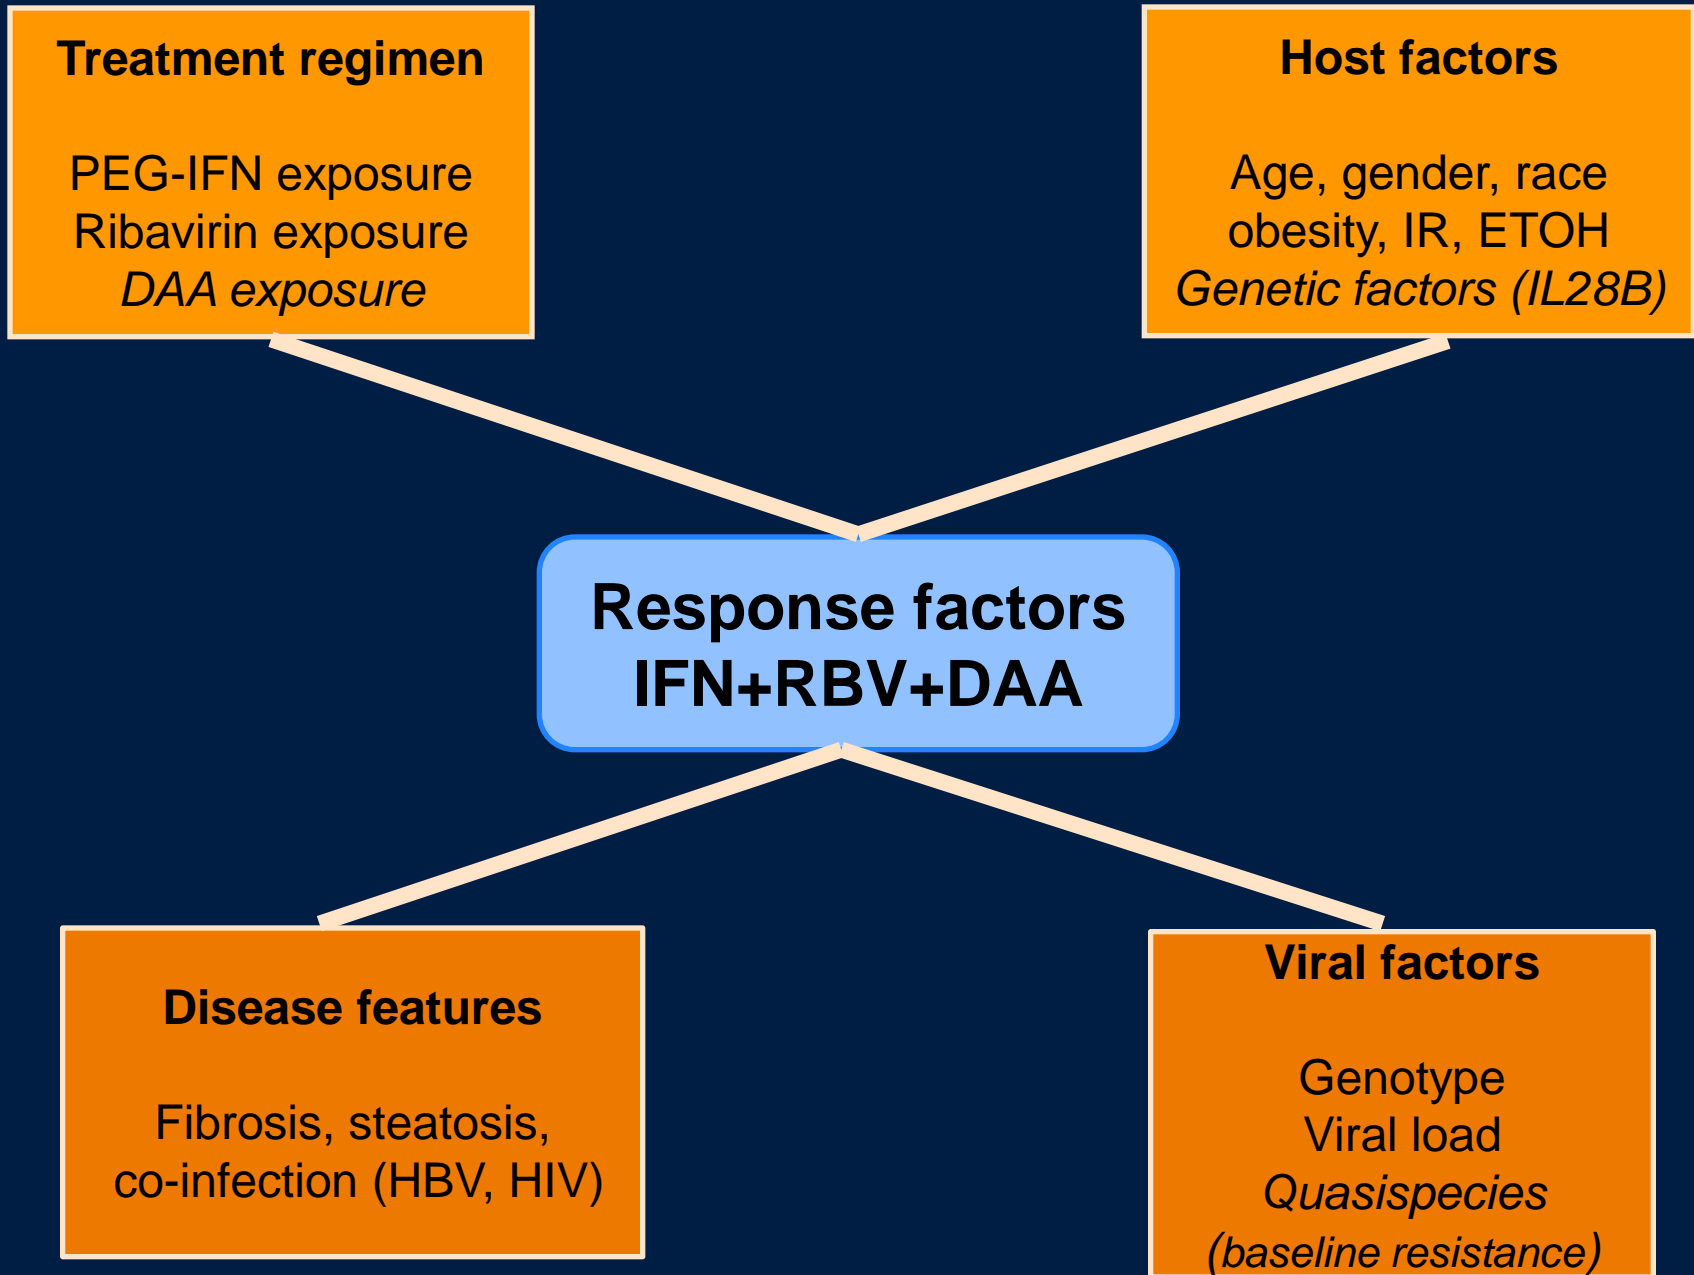 Treatment regimen
PEG-IFN exposure
Ribavirin exposure
DAA exposure
Host factors
Age, gender, race
obesity, IR, ETOH
Genetic factors (IL28B)
Response factors
IFN+RBV+DAA
Disease features
Fibrosis, steatosis,
co-infection (HBV, HIV)
Viral factors
Genotype
Viral load
Quasispecies
(baseline resistance)